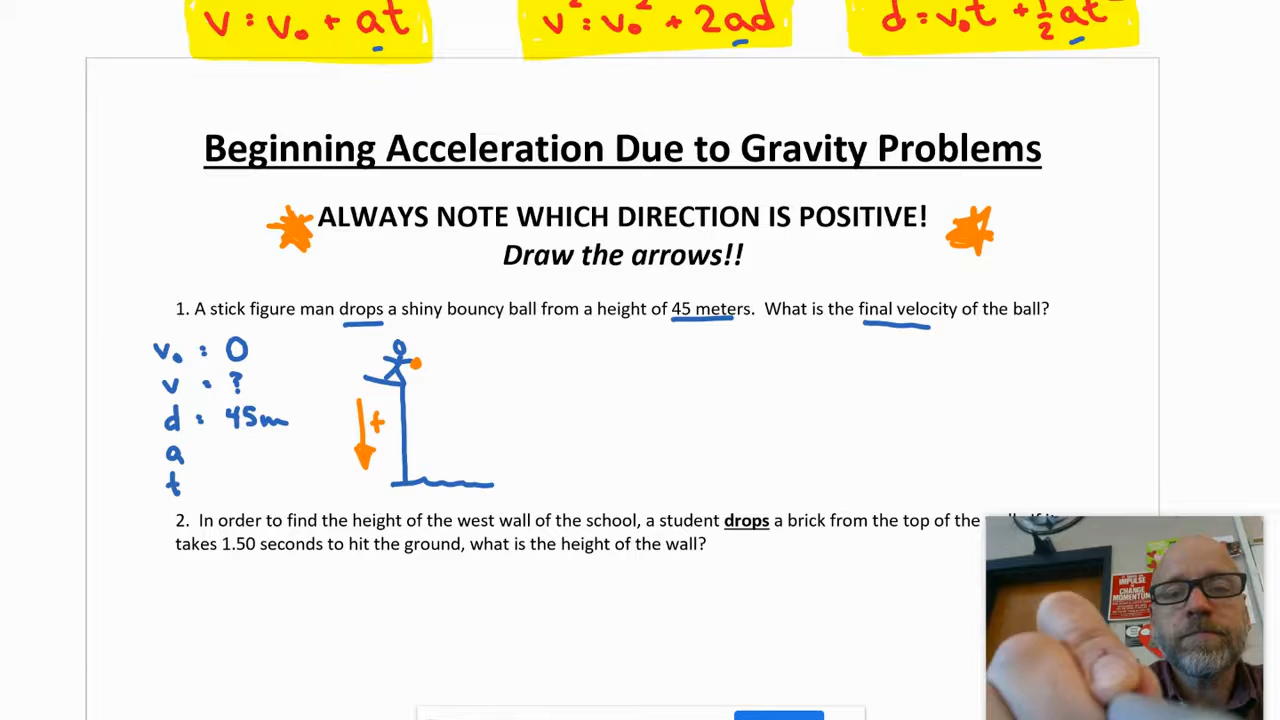 v = v₀ + at
v² = v₀² + 2ad
d = v₀t + ½at
Beginning Acceleration Due to Gravity Problems
ALWAYS NOTE WHICH DIRECTION IS POSITIVE!
Draw the arrows!!
1. A stick figure man drops a shiny bouncy ball from a height of 45 meters. What is the final velocity of the ball?
v₀ = 0
v = ?
d = 45m
a
t
+
2. In order to find the height of the west wall of the school, a student drops a brick from the top of the
takes 1.50 seconds to hit the ground, what is the height of the wall?
IMPULSE
CHANGE
MOMENTUM